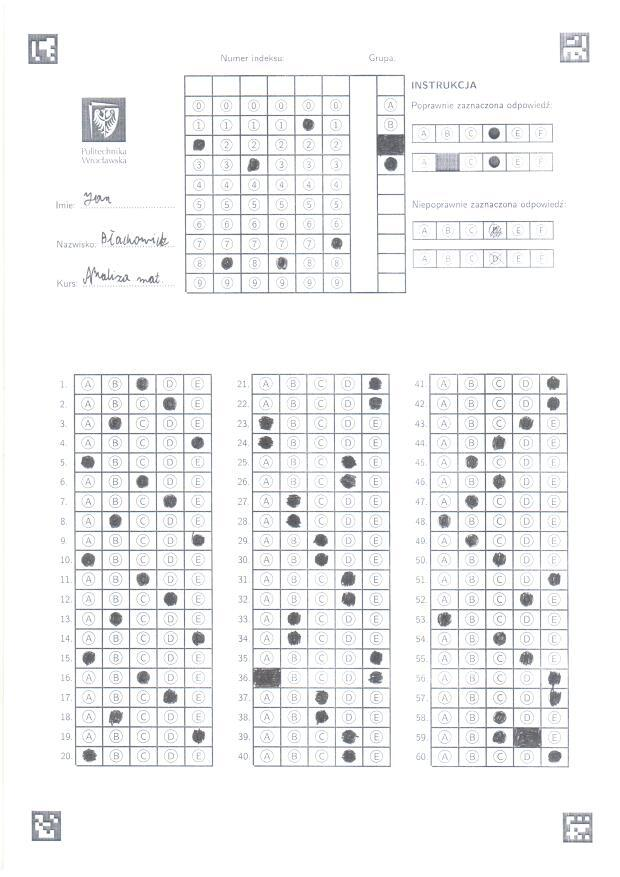 Numer indeksu:
Grupa:
0 0 0 0 0 0 A
1 1 1 1 1 B
2 2 2 2 2
3 3 3 3 3
4 4 4 4 4 4
5 5 5 5 5 5
6 6 6 6 6 6
7 7 7 7 7
8 8 8 8
9 9 9 9 9 9
Politechnika
Wrocławska
Imie:
Nazwisko:
Kurs: Analiza mat.
INSTRUKCJA
Poprawnie zaznaczona odpowiedź:
A B C E F
A C E F
Niepoprawnie zaznaczona odpowiedź:
A B C D E F
A B C D E F
1. A B D E
2. A B C E
3. A C D E
4. A B C D
5. B C D E
6. A B D E
7. A B C E
8. A C D E
9. A B C D
10. B C D E
11. A B D E
12. A B C E
13. A C D E
14. A B C D
15. B C D E
16. A B D E
17. A B C E
18. A C D E
19. A B C D
20. B C D E
21. A B C D
22. A B C D
23. B C D E
24. B C D E
25. A B C E
26. A B C E
27. A C D E
28. A C D E
29. A B D E
30. A B D E
31. A B C E
32. A B C E
33. A C D E
34. A C D E
35. A B C D
36. B C D
37. A B D E
38. A B D E
39. A B C E
40. A B C E
41. A B C D
42. A B C D
43. A B C E
44. A B D E
45. A C D E
46. A B D E
47. A C D E
48. B C D E
49. A C D E
50. A B D E
51. A B C D
52. A B C E
53. B C D E
54. A B D E
55. A B C E
56. A B C D
57. A B C D
58. A B D E
59. A B E
60. A B C D